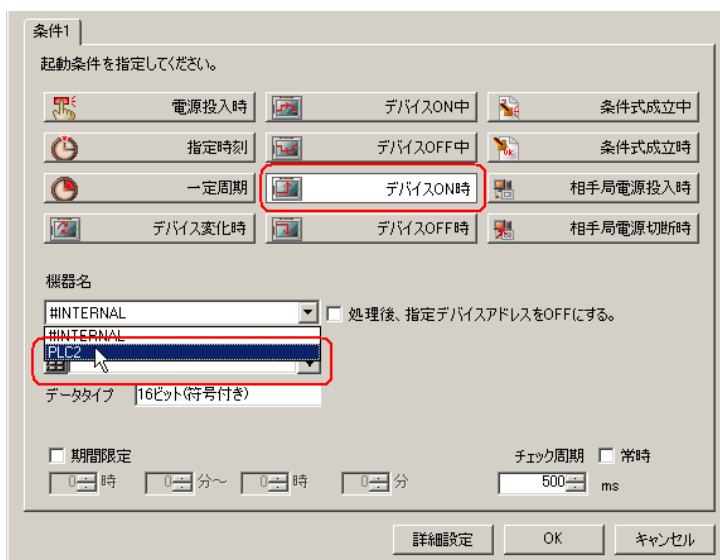 条件1
起動条件を指定してください。
電源投入時 デバイスON中 条件式成立中
指定時刻 デバイスOFF中 条件式成立時
一定周期 デバイスON時 相手局電源投入時
デバイス変化時 デバイスOFF時 相手局電源切断時
機器名
#INTERNAL 処理後、指定デバイスアドレスをOFFにする。
#INTERNAL
PLC2
データタイプ 16ビット(符号付き)
期間限定 チェック周期 常時
0 時 0 分～ 0 時 0 分 500 ms
詳細設定 OK キャンセル